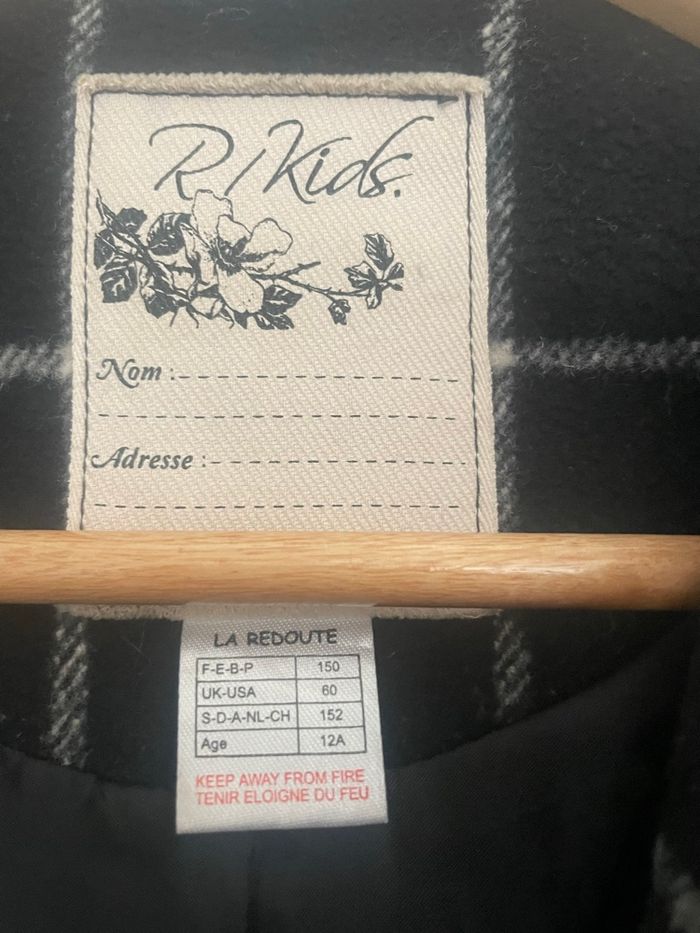 R/Kids.
Nom :
Adresse :
LA REDOUTE
F-E-B-P 150
UK-USA 60
S-D-A-NL-CH 152
Age 12A
KEEP AWAY FROM FIRE
TENIR ELOIGNE DU FEU